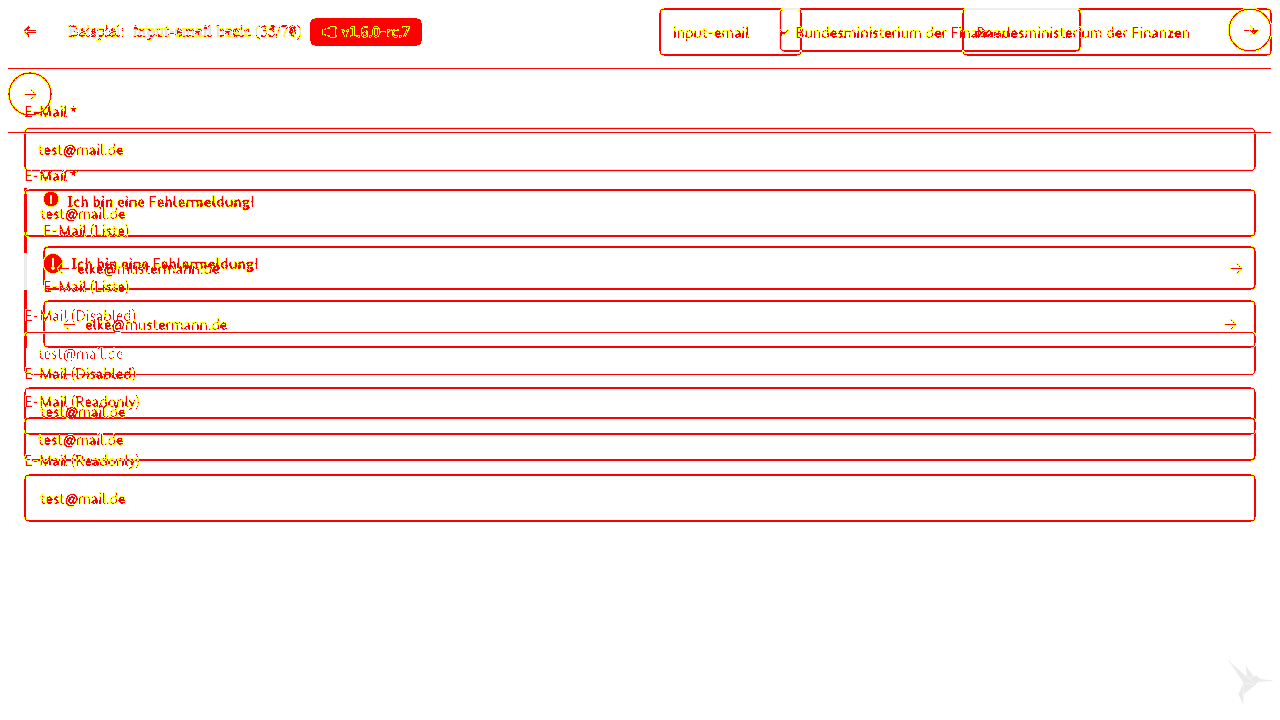 Beispiel: input-email basic (35/78) v1.6.0-rc.7 input-email Bundesministerium der Finanzen Bundesministerium der Finanzen
E-Mail *
test@mail.de
E-Mail *
Ich bin eine Fehlermeldung!
test@mail.de
E-Mail (Liste)
Ich bin eine Fehlermeldung!
elke@mustermann.de
E-Mail (Liste)
E-Mail (Disabled)
elke@mustermann.de
test@mail.de
E-Mail (Disabled)
E-Mail (Readonly)
test@mail.de
test@mail.de
E-Mail (Readonly)
test@mail.de